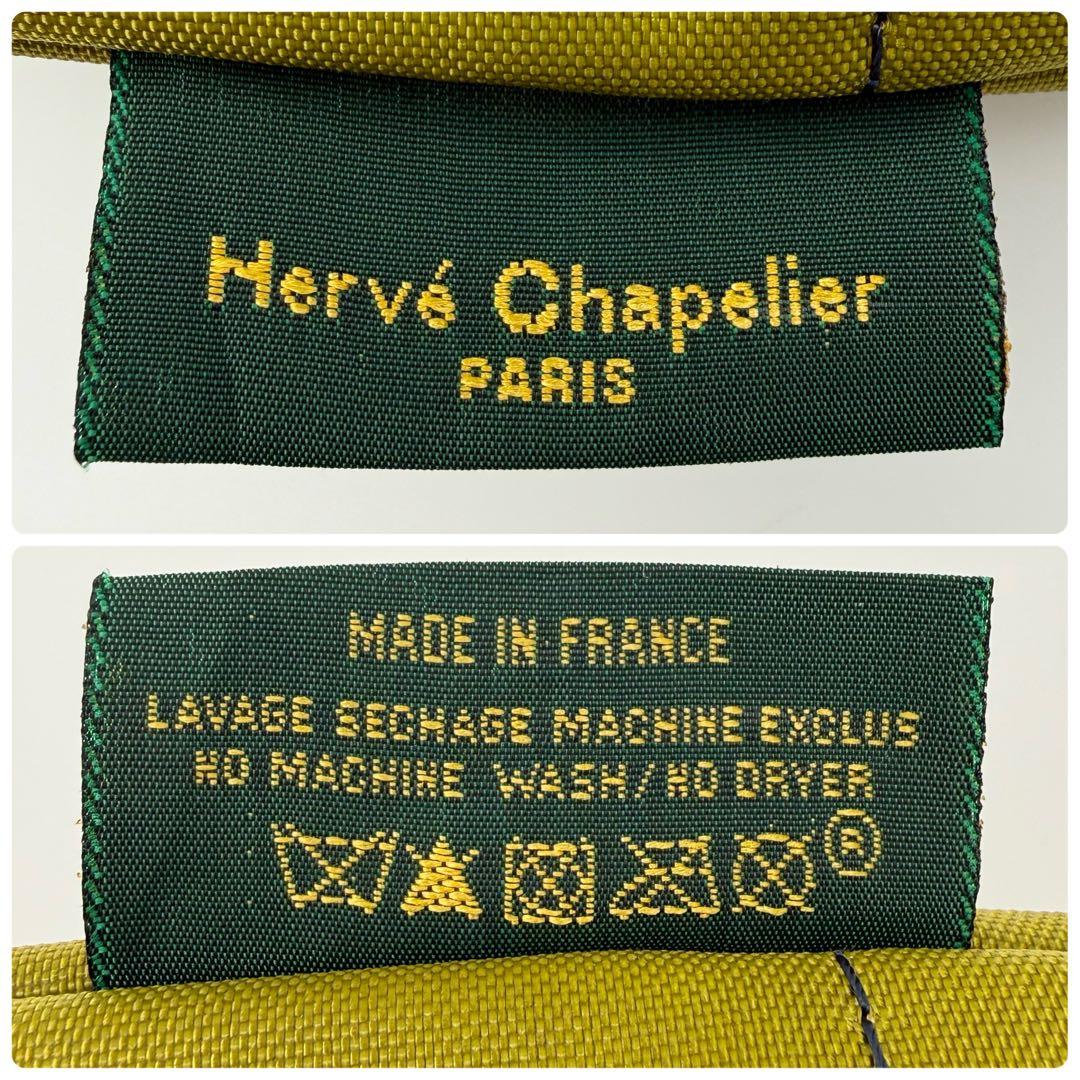 Hervé Chapelier
PARIS
MADE IN FRANCE
LAVAGE SECHAGE MACHINE EXCLUS
NO MACHINE WASH/NO DRYER
®